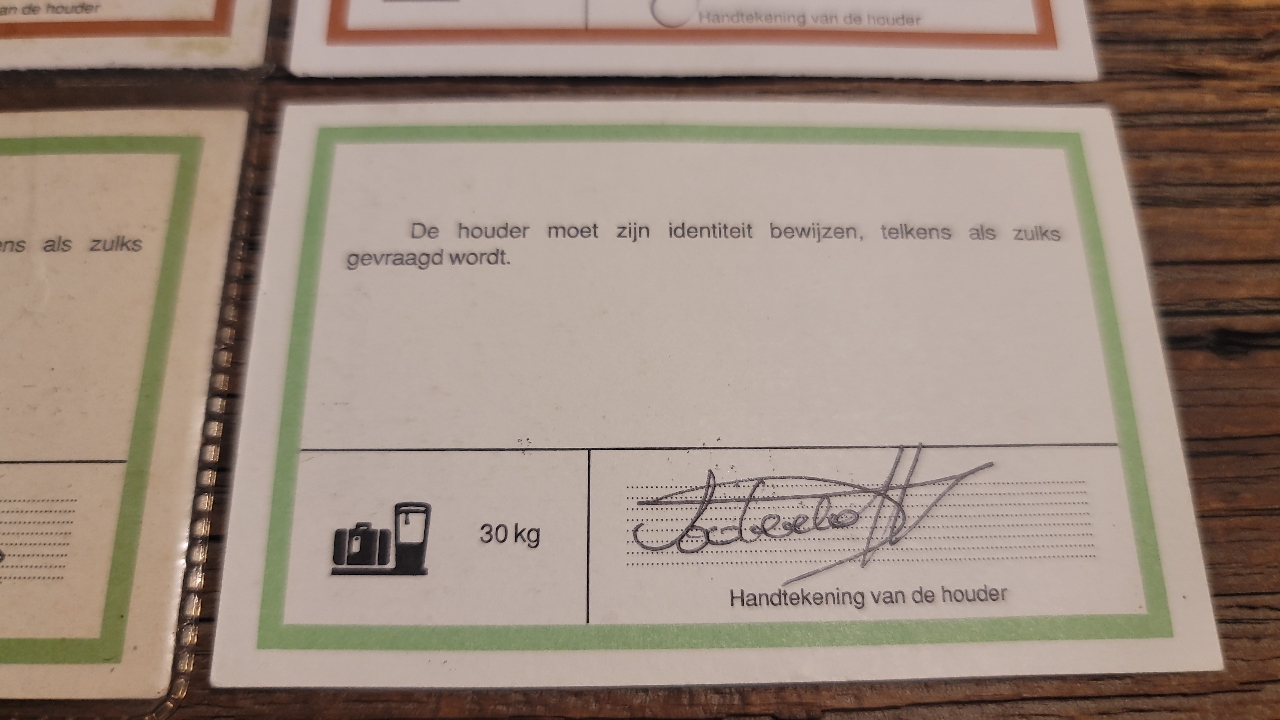 an de houder
Handtekening van de houder
ens als zulks
De houder moet zijn identiteit bewijzen, telkens als zulks
gevraagd wordt.
30 kg
Handtekening van de houder